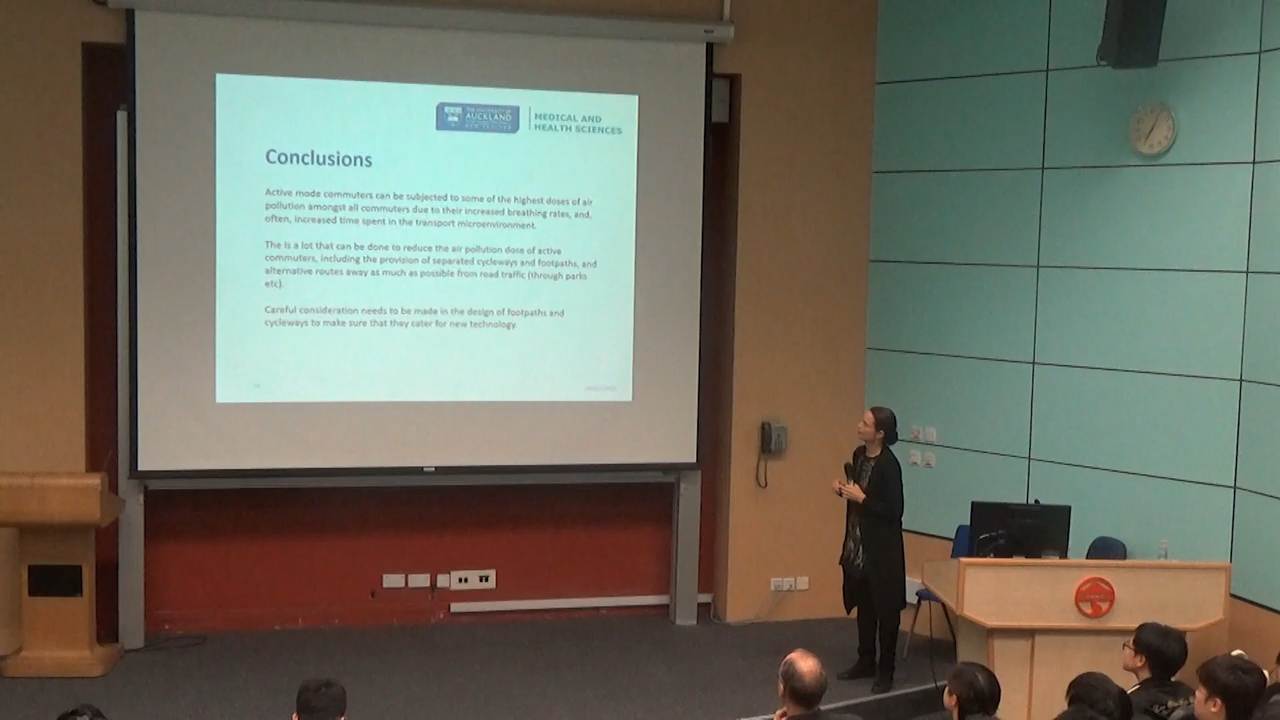 THE UNIVERSITY OF
AUCKLAND
NEW ZEALAND
MEDICAL AND
HEALTH SCIENCES
Conclusions
Active mode commuters can be subjected to some of the highest doses of air
pollution amongst all commuters due to their increased breathing rates, and,
often, increased time spent in the transport microenvironment.
The is a lot that can be done to reduce the air pollution dose of active
commuters, including the provision of separated cycleways and footpaths, and
alternative routes away as much as possible from road traffic (through parks
etc).
Careful consideration needs to be made in the design of footpaths and
cycleways to make sure that they cater for new technology.